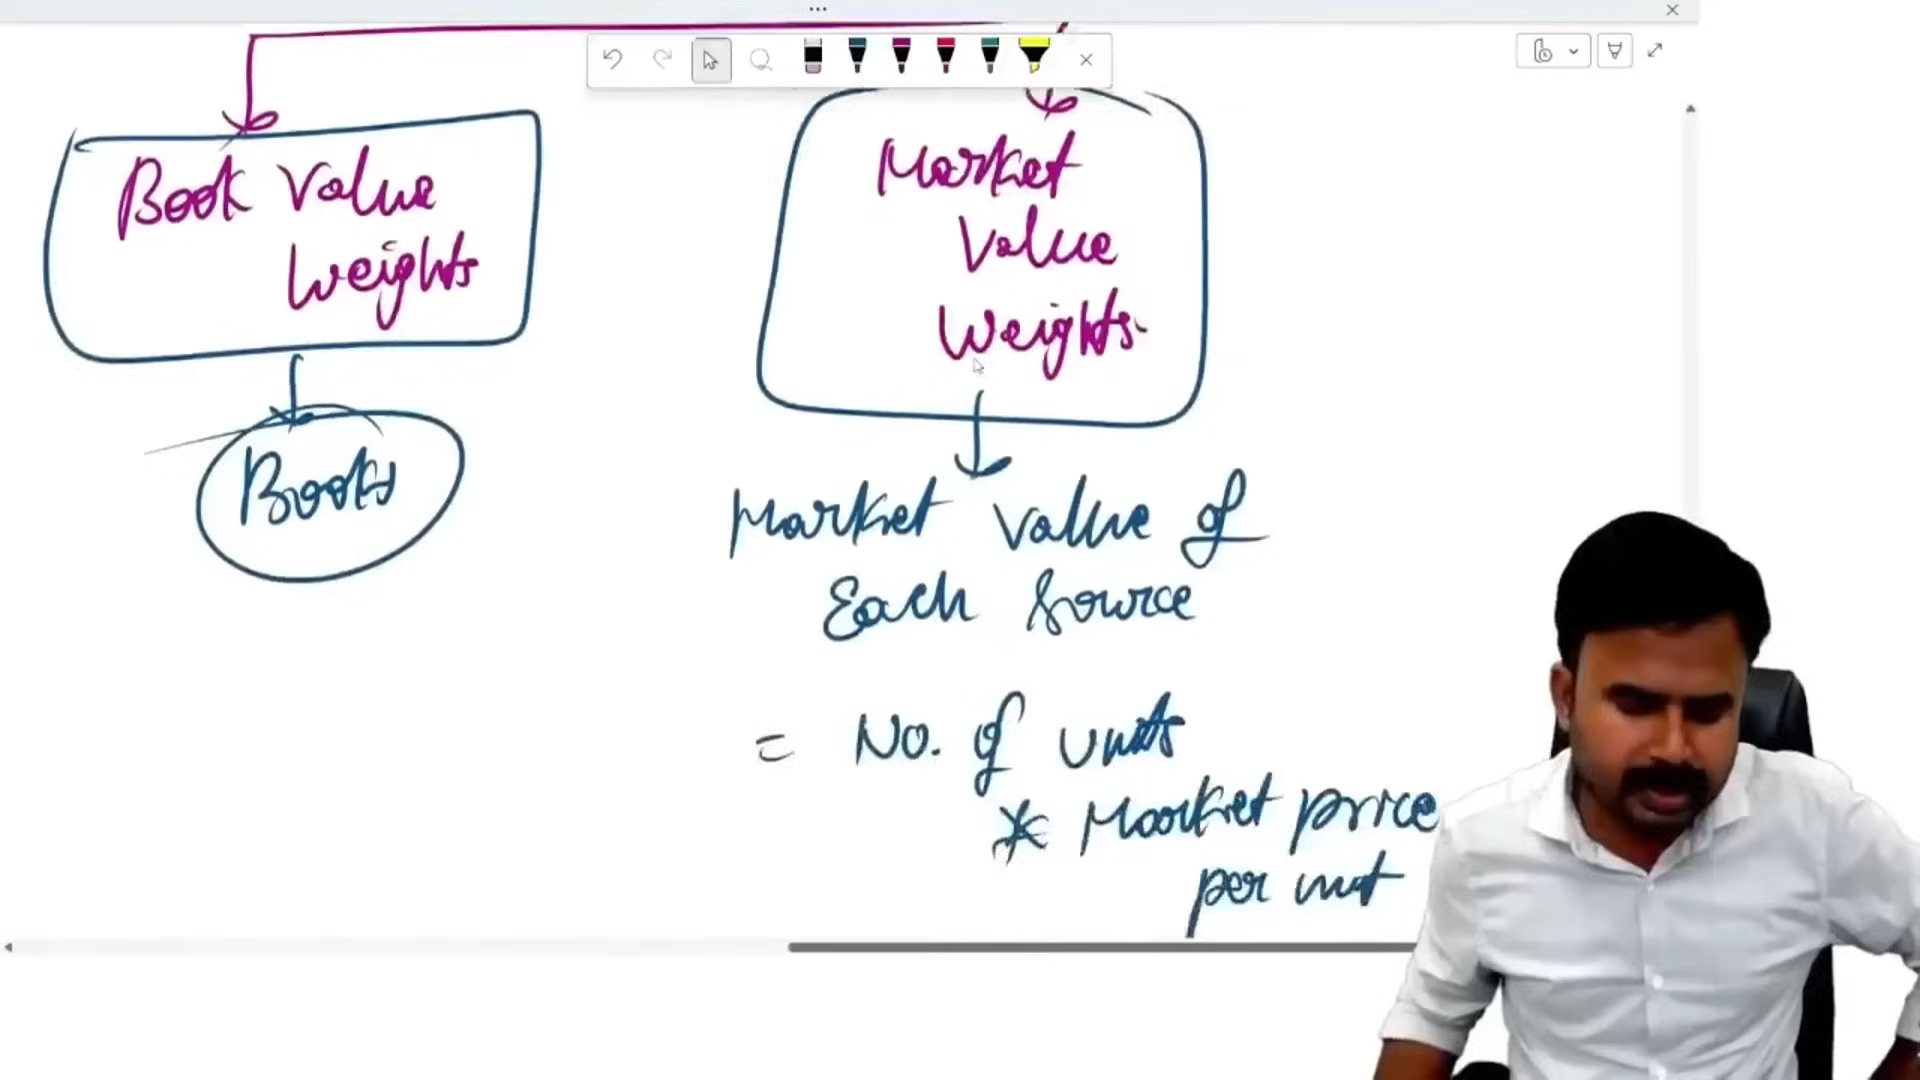 Book Value
Weights
Books
Market
Value
Weights.
Market Value of
Each Source
= No. of units
* Market price
per unit